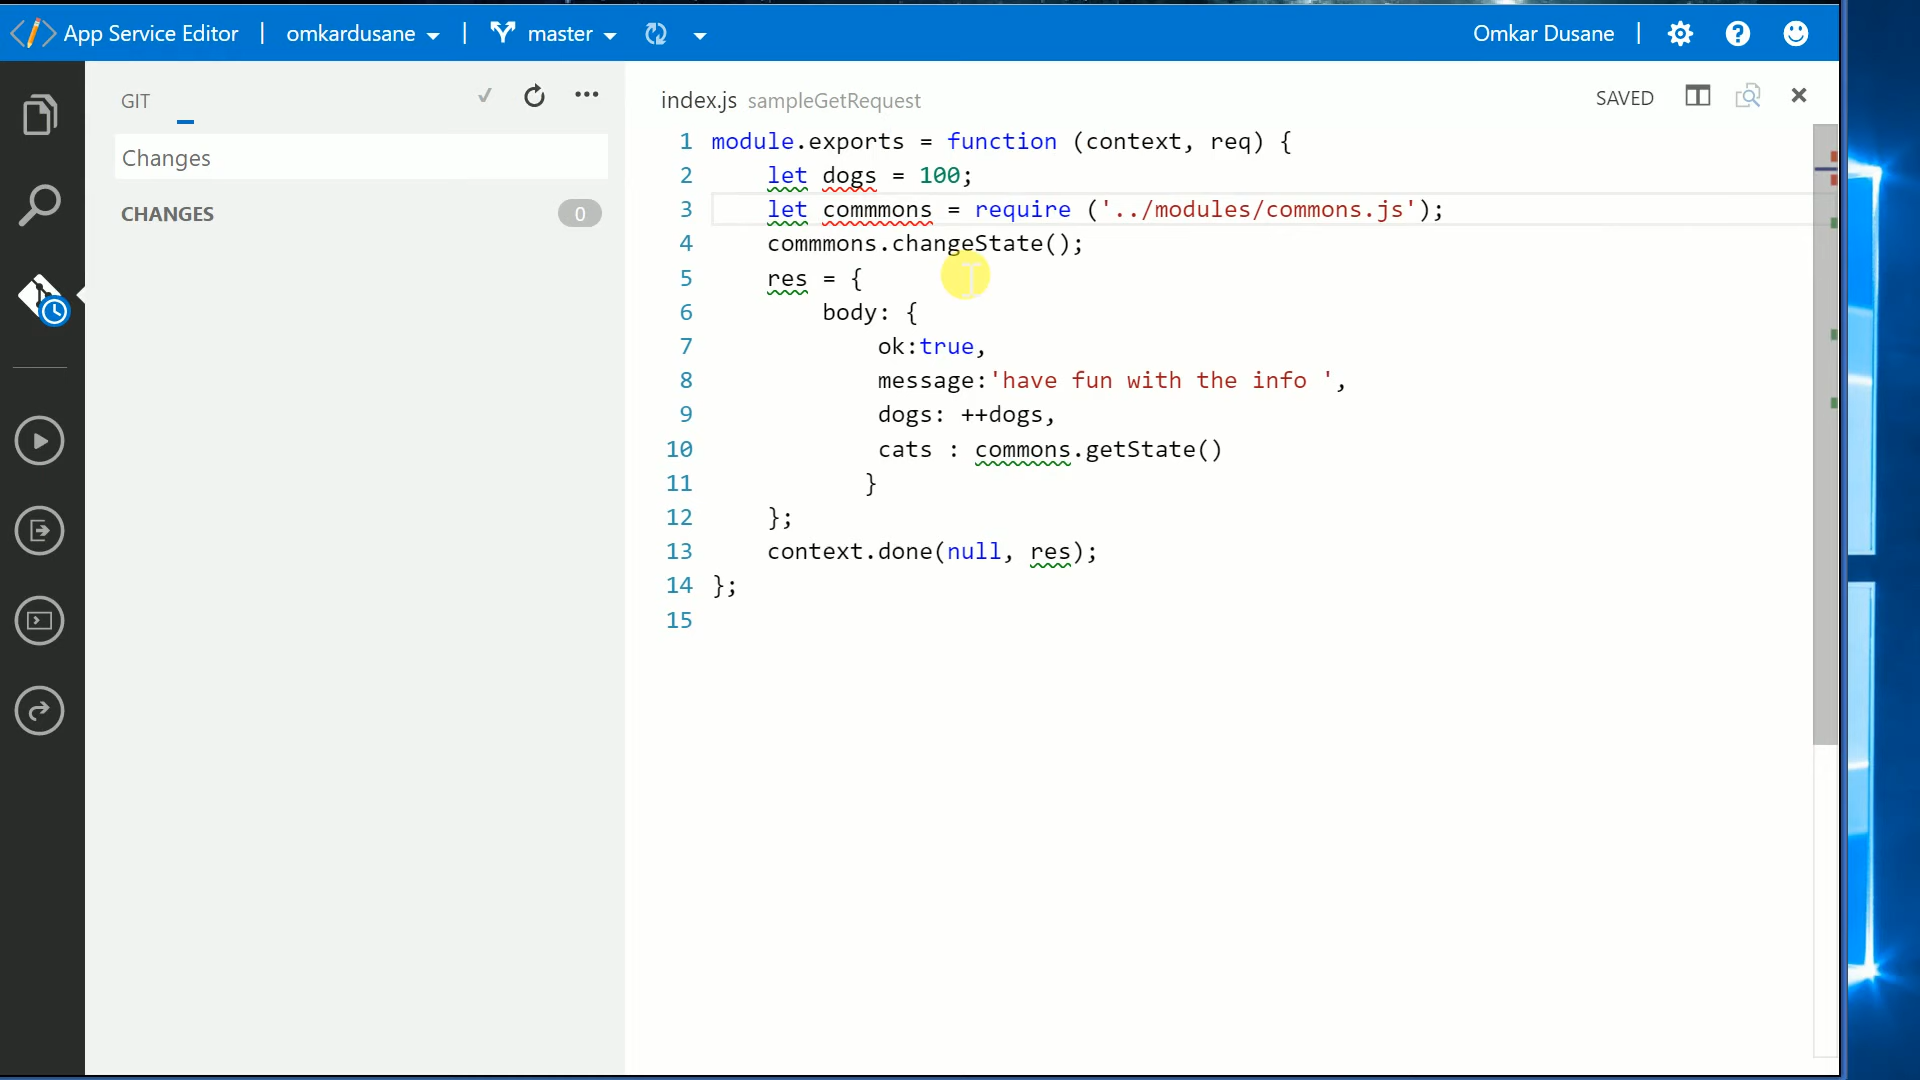 App Service Editor | omkardusane | master
Omkar Dusane |
GIT
Changes
CHANGES 0
index.js sampleGetRequest
SAVED
1 module.exports = function (context, req) {
2 let dogs = 100;
3 let commmons = require ('../modules/commons.js');
4 commmons.changeState();
5 res = {
6 body: {
7 ok:true,
8 message:'have fun with the info ',
9 dogs: ++dogs,
10 cats : commons.getState()
11 }
12 };
13 context.done(null, res);
14 };
15